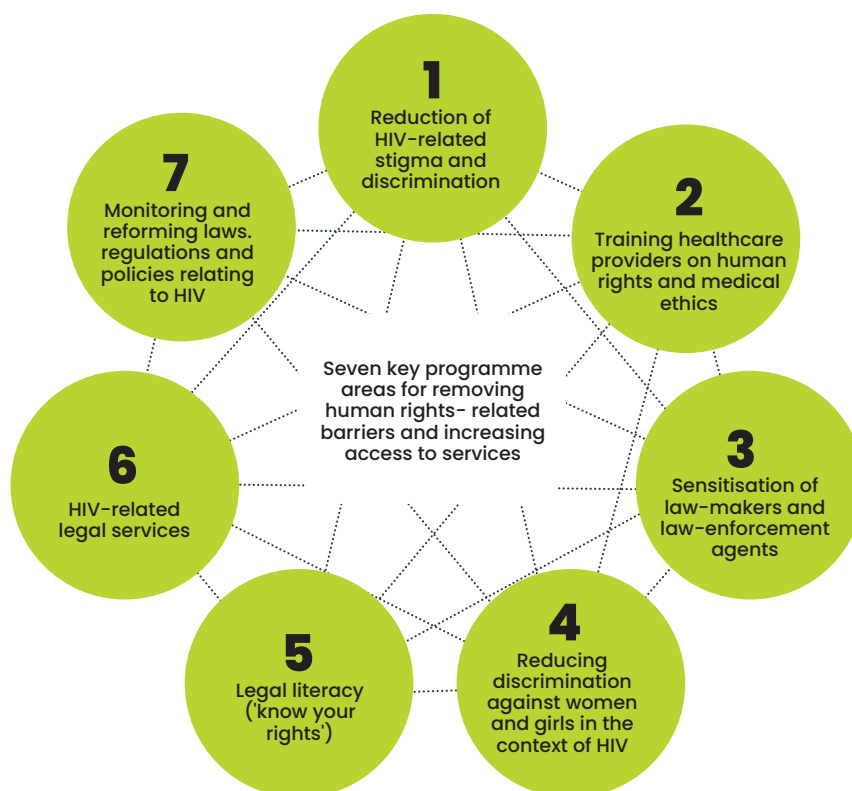 1
Reduction of
HIV-related
stigma and
discrimination
2
Training healthcare
providers on human
rights and medical
ethics
3
Sensitisation of
law-makers and
law-enforcement
agents
4
Reducing
discrimination
against women
and girls in the
context of HIV
5
Legal literacy
('know your
rights')
6
HIV-related
legal services
7
Monitoring and
reforming laws.
regulations and
policies relating
to HIV
Seven key programme
areas for removing
human rights- related
barriers and increasing
access to services